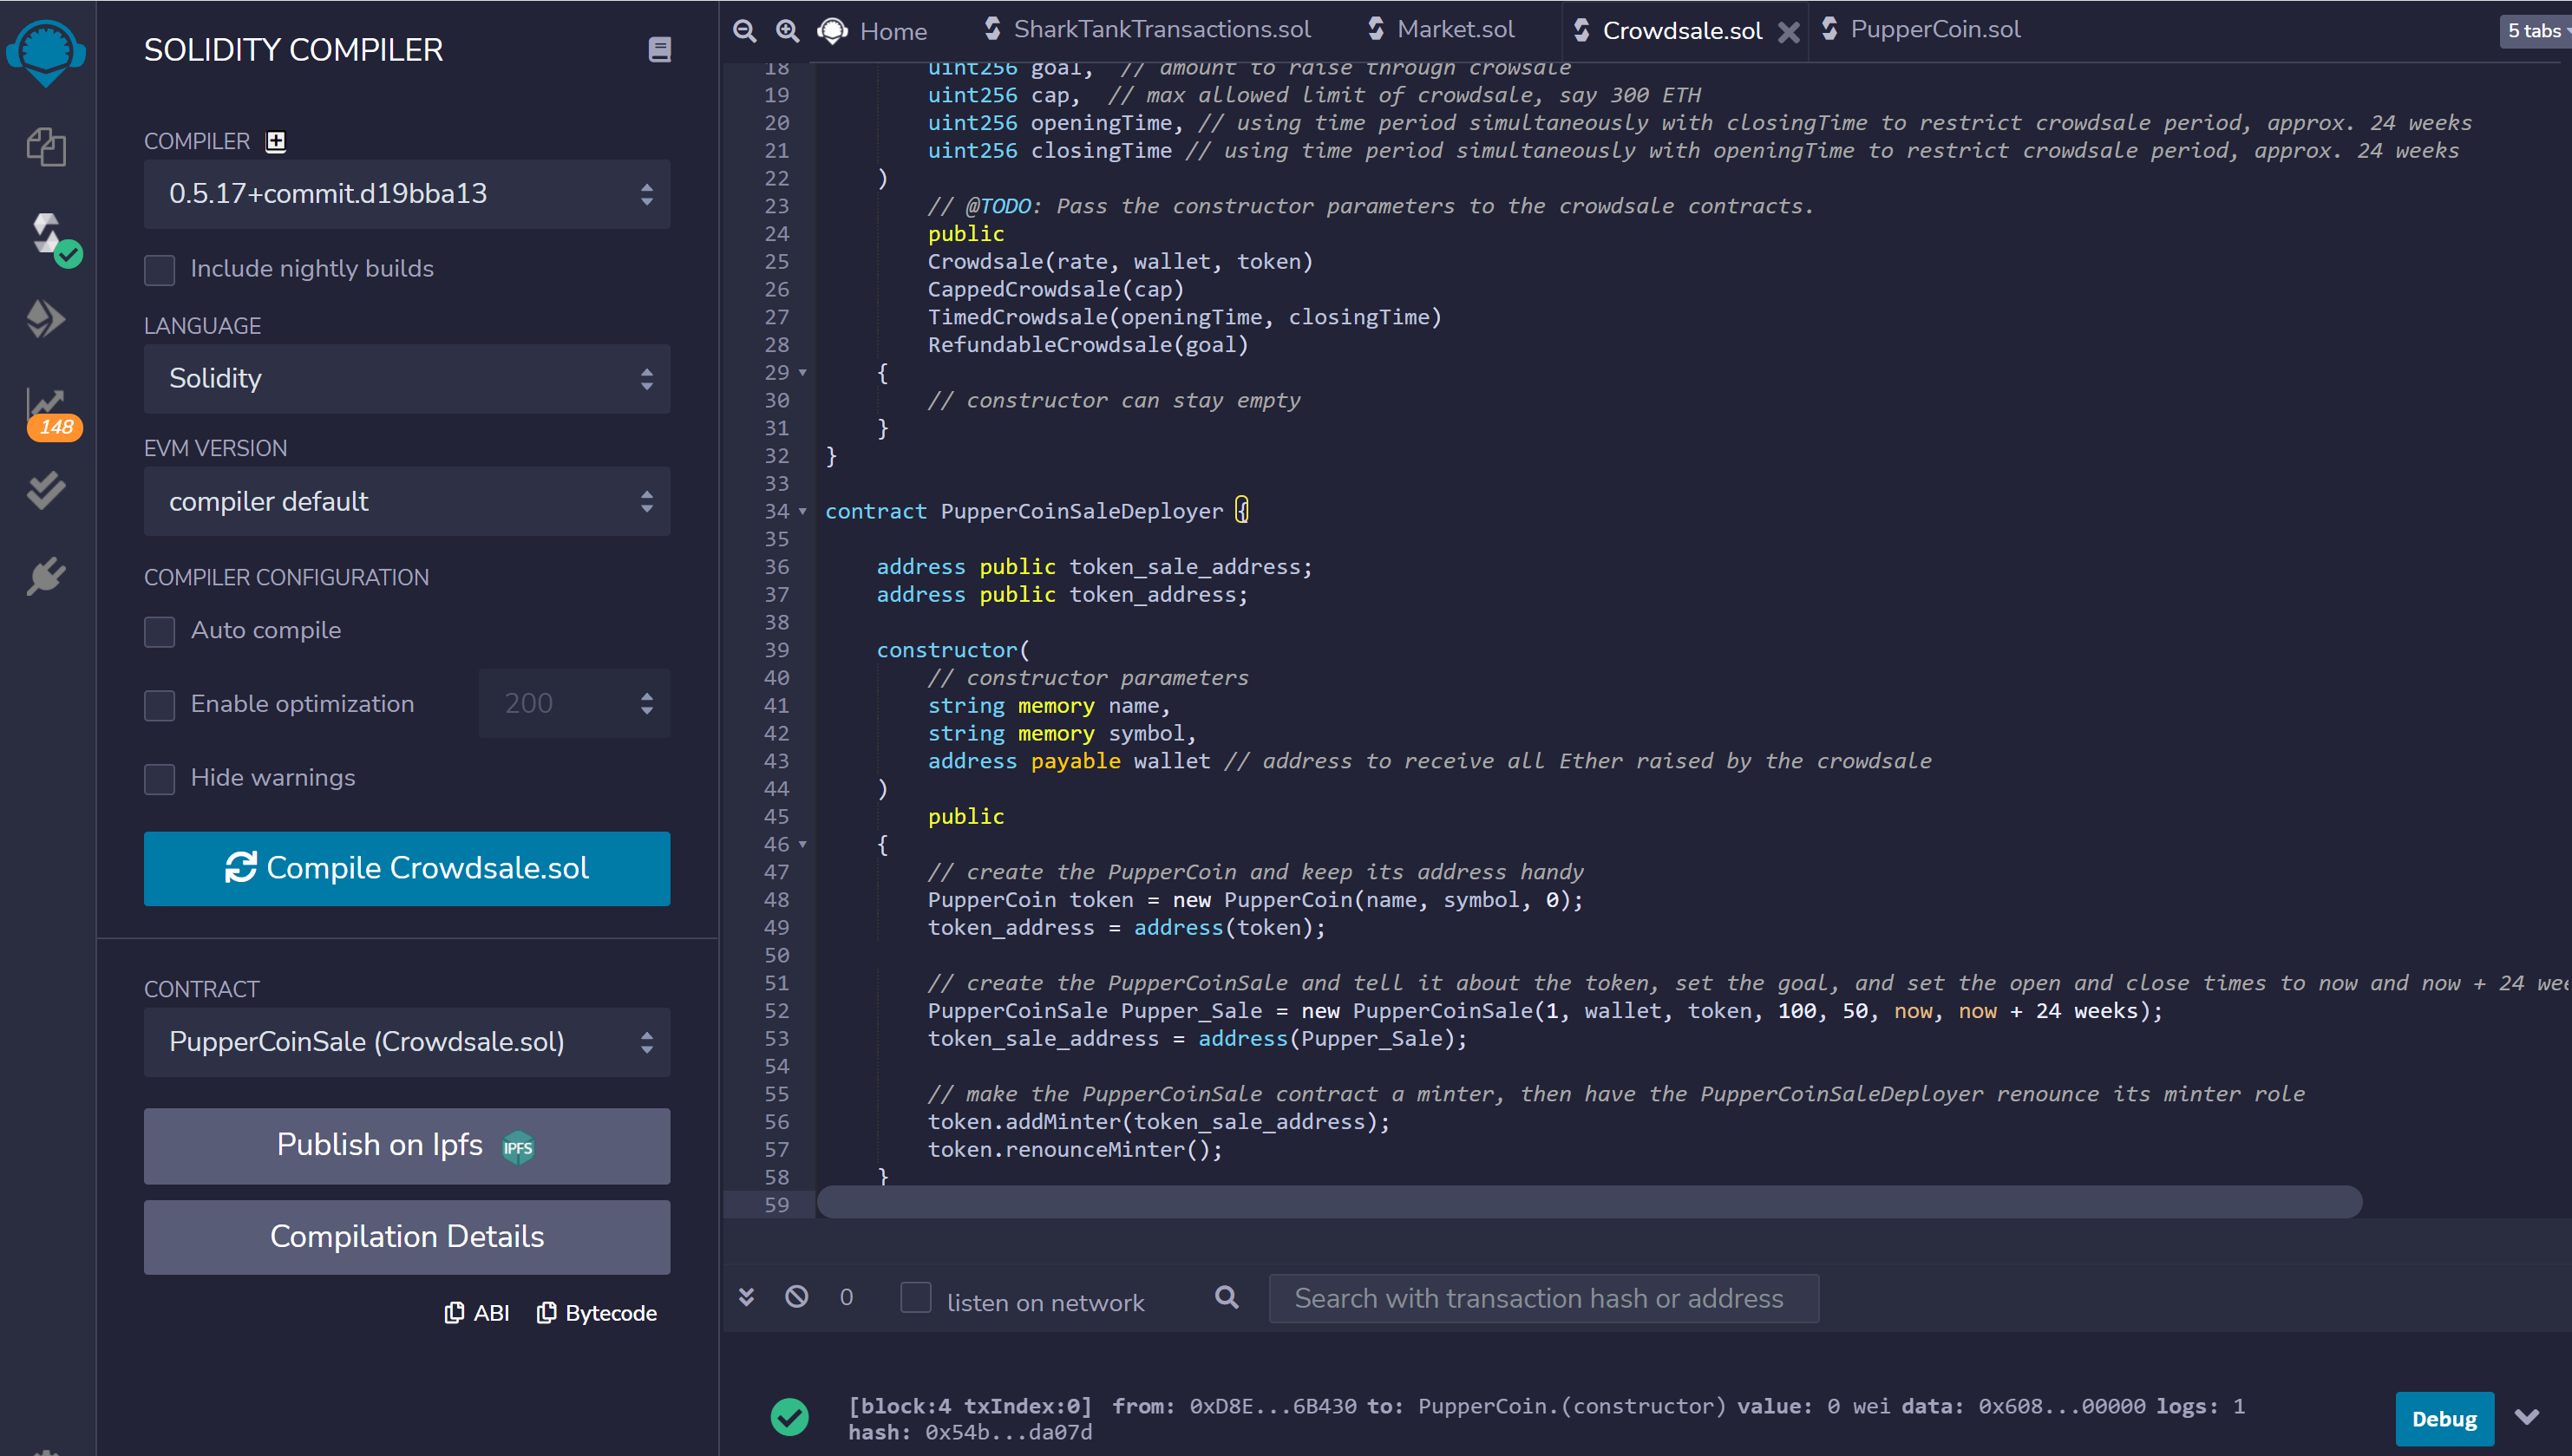 SOLIDITY COMPILER
COMPILER
0.5.17+commit.d19bba13
Include nightly builds
LANGUAGE
Solidity
148
EVM VERSION
compiler default
COMPILER CONFIGURATION
Auto compile
Enable optimization 200
Hide warnings
Compile Crowdsale.sol
CONTRACT
PupperCoinSale (Crowdsale.sol)
Publish on Ipfs IPFS
Compilation Details
ABI Bytecode
Home SharkTankTransactions.sol Market.sol Crowdsale.sol PupperCoin.sol 5 tabs
18 uint256 goal, // amount to raise through crowsale
19 uint256 cap, // max allowed limit of crowdsale, say 300 ETH
20 uint256 openingTime, // using time period simultaneously with closingTime to restrict crowdsale period, approx. 24 weeks
21 uint256 closingTime // using time period simultaneously with openingTime to restrict crowdsale period, approx. 24 weeks
22 )
23 // @TODO: Pass the constructor parameters to the crowdsale contracts.
24 public
25 Crowdsale(rate, wallet, token)
26 CappedCrowdsale(cap)
27 TimedCrowdsale(openingTime, closingTime)
28 RefundableCrowdsale(goal)
29 {
30 // constructor can stay empty
31 }
32 }
33
34 contract PupperCoinSaleDeployer {
35
36 address public token_sale_address;
37 address public token_address;
38
39 constructor(
40 // constructor parameters
41 string memory name,
42 string memory symbol,
43 address payable wallet // address to receive all Ether raised by the crowdsale
44 )
45 public
46 {
47 // create the PupperCoin and keep its address handy
48 PupperCoin token = new PupperCoin(name, symbol, 0);
49 token_address = address(token);
50
51 // create the PupperCoinSale and tell it about the token, set the goal, and set the open and close times to now and now + 24 wee
52 PupperCoinSale Pupper_Sale = new PupperCoinSale(1, wallet, token, 100, 50, now, now + 24 weeks);
53 token_sale_address = address(Pupper_Sale);
54
55 // make the PupperCoinSale contract a minter, then have the PupperCoinSaleDeployer renounce its minter role
56 token.addMinter(token_sale_address);
57 token.renounceMinter();
58 }
59
0 listen on network Search with transaction hash or address
[block:4 txIndex:0] from: 0xD8E...6B430 to: PupperCoin.(constructor) value: 0 wei data: 0x608...00000 logs: 1
hash: 0x54b...da07d
Debug